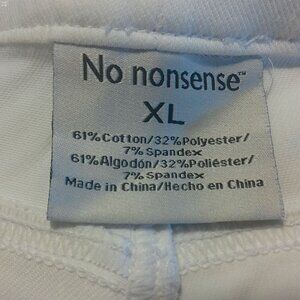 No nonsense™
XL
61% Cotton/32% Polyester/
7% Spandex
61% Algodón/32% Poliéster/
7% Spandex
Made in China/Hecho en China